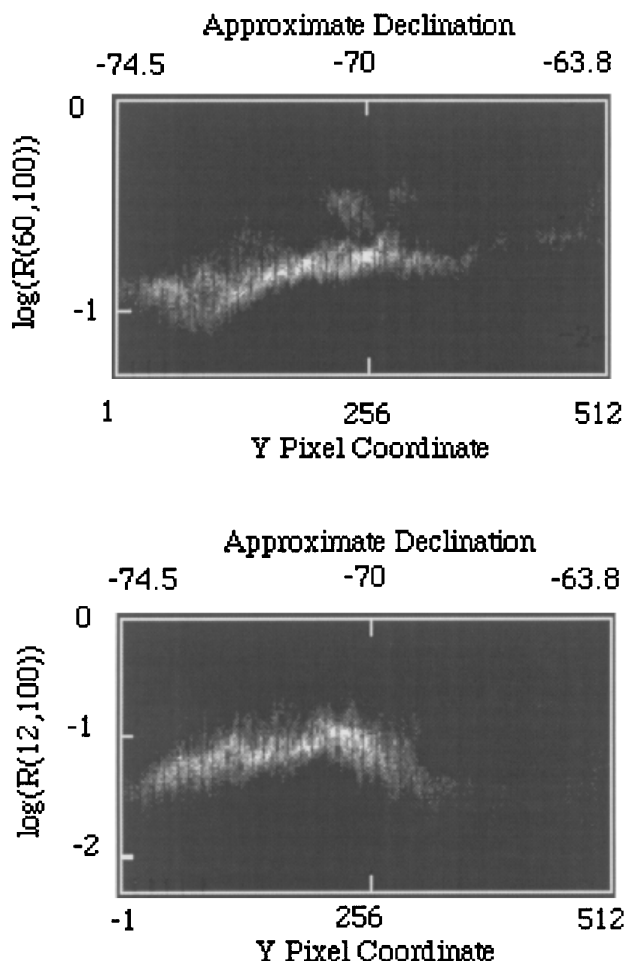 Approximate Declination
-74.5 -70 -63.8
0
log(R(60,100))
-1
1 256 512
Y Pixel Coordinate
Approximate Declination
-74.5 -70 -63.8
0
-1
log(R(12,100))
-2
-1 256 512
Y Pixel Coordinate